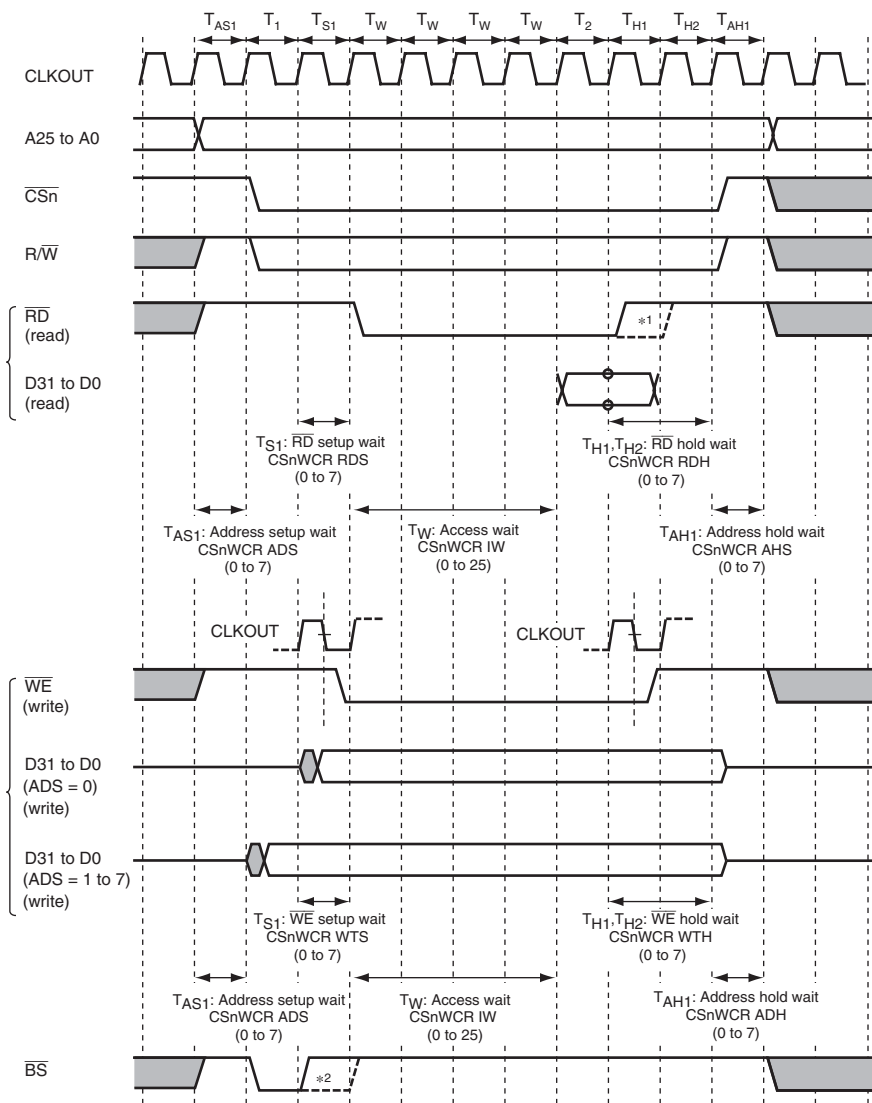 TAS1 T1 TS1 TW TW TW TW T2 TH1 TH2 TAH1
CLKOUT
A25 to A0
CSn
R/W
RD
(read)
*1
D31 to D0
(read)
TS1: RD setup wait
CSnWCR RDS
(0 to 7)
TH1,TH2: RD hold wait
CSnWCR RDH
(0 to 7)
TAS1: Address setup wait
CSnWCR ADS
(0 to 7)
TW: Access wait
CSnWCR IW
(0 to 25)
TAH1: Address hold wait
CSnWCR AHS
(0 to 7)
CLKOUT
CLKOUT
WE
(write)
D31 to D0
(ADS = 0)
(write)
D31 to D0
(ADS = 1 to 7)
(write)
TS1: WE setup wait
CSnWCR WTS
(0 to 7)
TH1,TH2: WE hold wait
CSnWCR WTH
(0 to 7)
TAS1: Address setup wait
CSnWCR ADS
(0 to 7)
TW: Access wait
CSnWCR IW
(0 to 25)
TAH1: Address hold wait
CSnWCR ADH
(0 to 7)
BS
*2